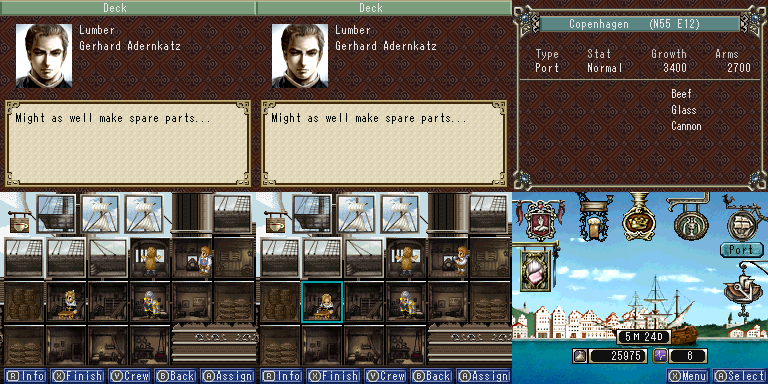 Deck
Lumber
Gerhard Adernkatz
Might as well make spare parts...
R Info X Finish Y Crew B Back A Assign
Deck
Lumber
Gerhard Adernkatz
Might as well make spare parts...
R Info X Finish Y Crew B Back A Assign
Copenhagen (N55 E12)
Type Stat Growth Arms
Port Normal 3400 2700
Beef
Glass
Cannon
Port
5M 24D
25975 6
X Menu A Select